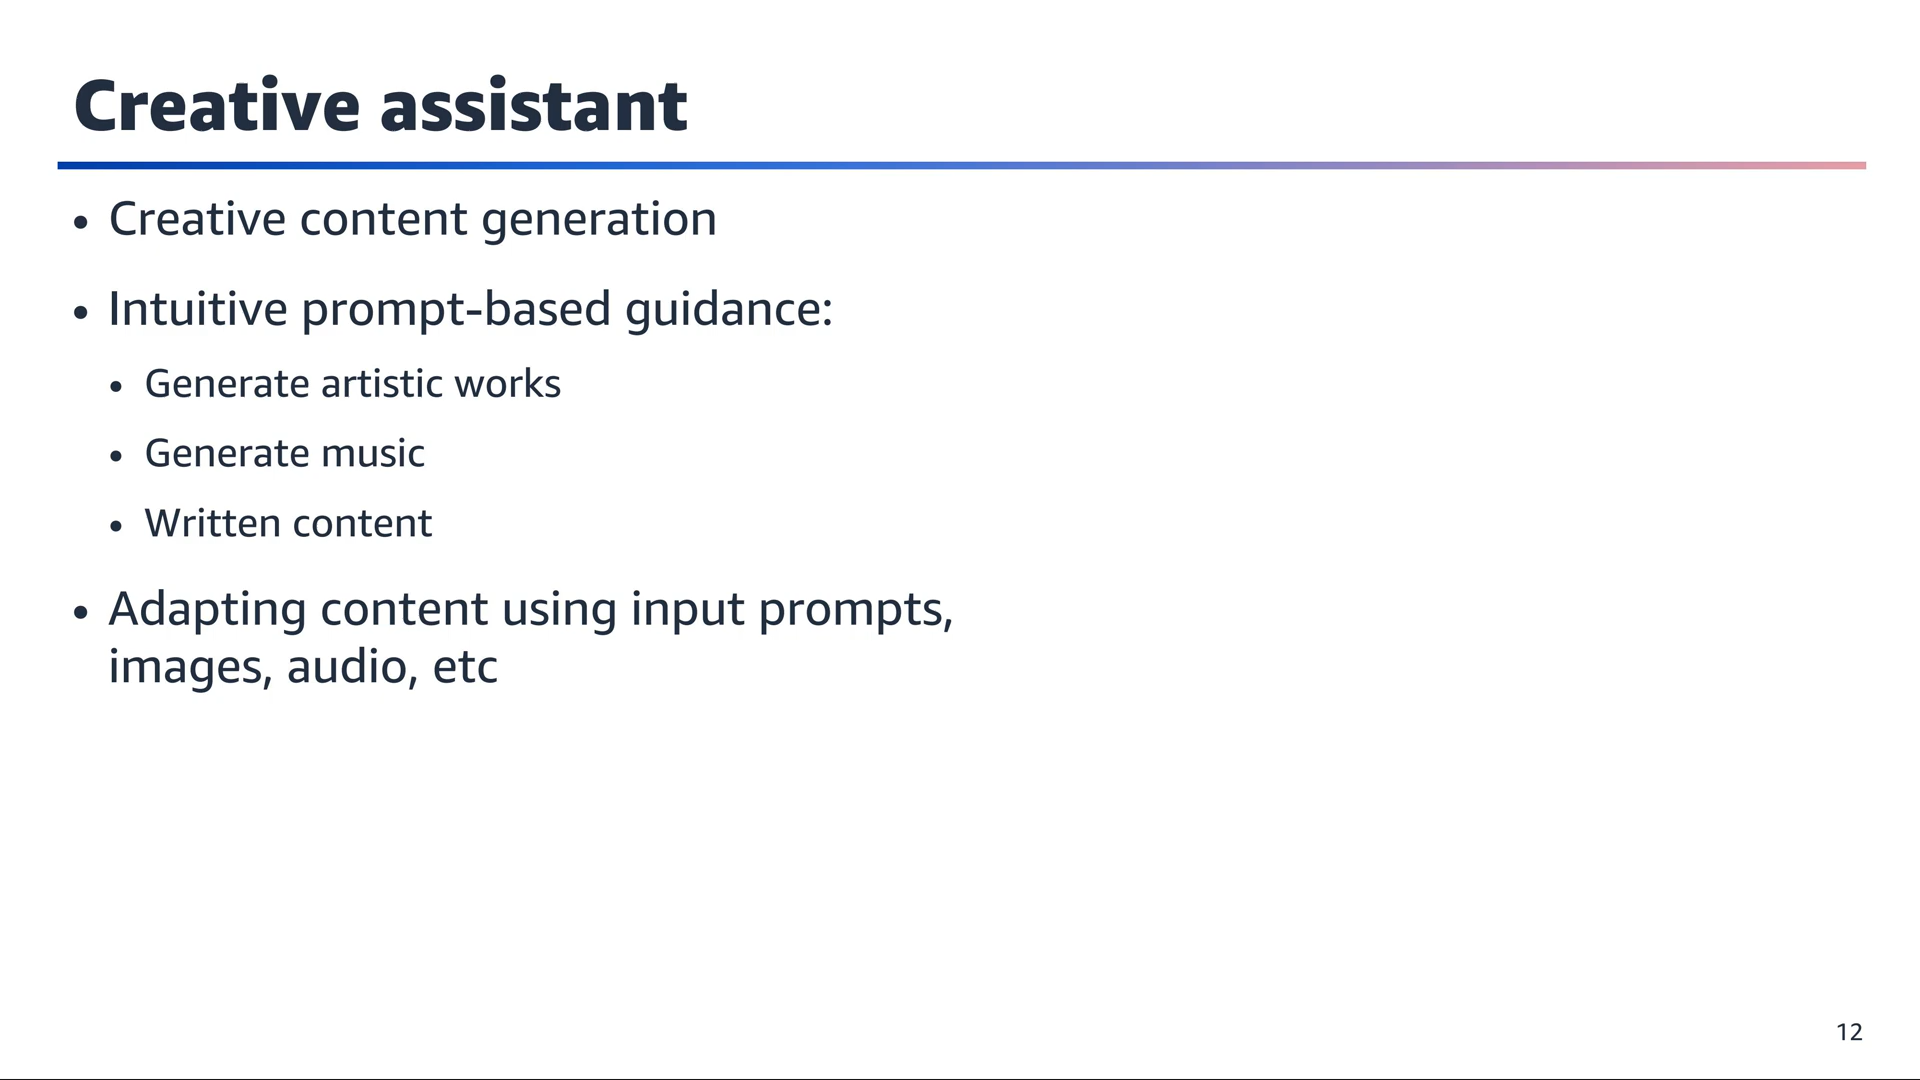 Creative assistant
• Creative content generation
• Intuitive prompt-based guidance:
• Generate artistic works
• Generate music
• Written content
• Adapting content using input prompts,
images, audio, etc
12